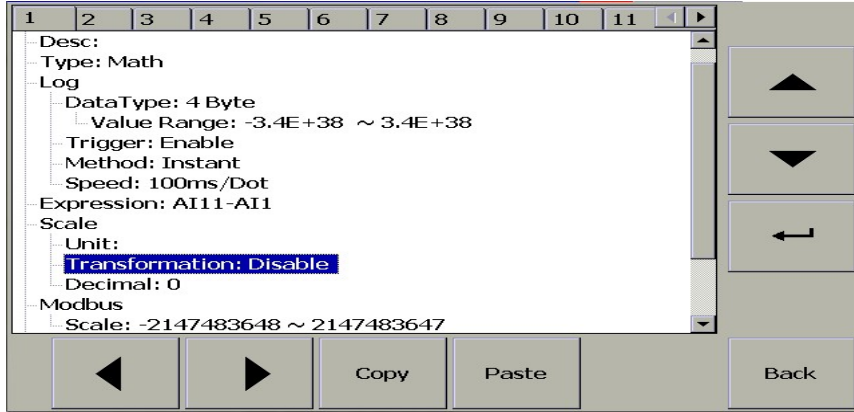 1 2 3 4 5 6 7 8 9 10 11
Desc:
Type: Math
Log
DataType: 4 Byte
Value Range: -3.4E+38 ~ 3.4E+38
Trigger: Enable
Method: Instant
Speed: 100ms/Dot
Expression: AI11-AI1
Scale
Unit:
Transformation: Disable
Decimal: 0
Modbus
Scale: -2147483648 ~ 2147483647
Copy Paste Back